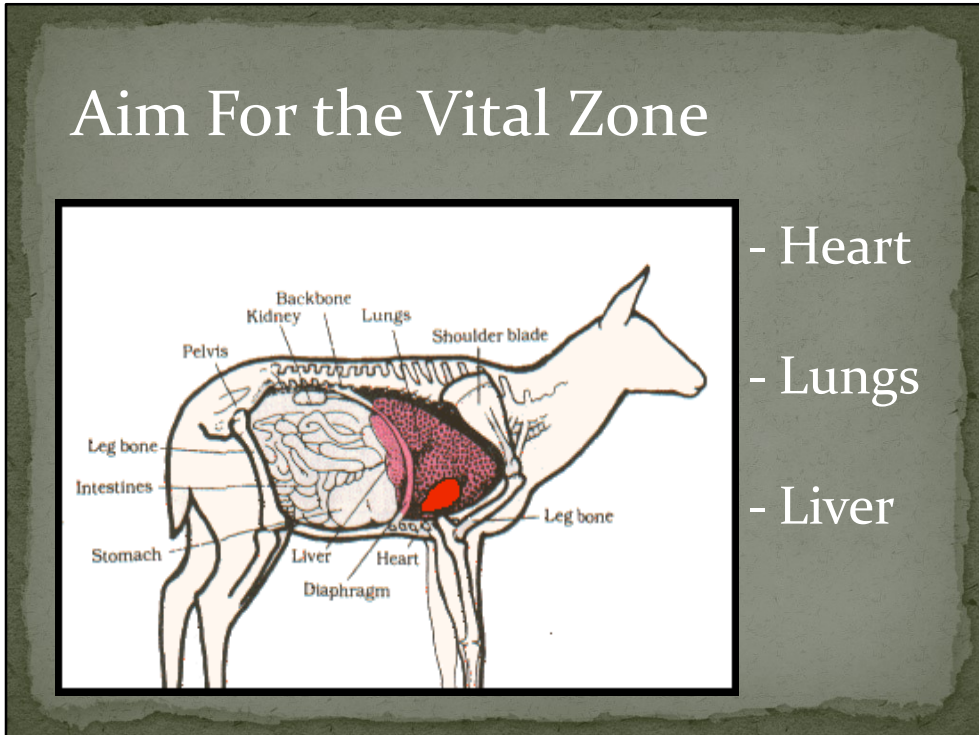 Aim For the Vital Zone
- Heart
- Lungs
- Liver
Backbone
Kidney
Lungs
Shoulder blade
Pelvis
Leg bone
Intestines
Leg bone
Stomach
Liver
Heart
Diaphragm